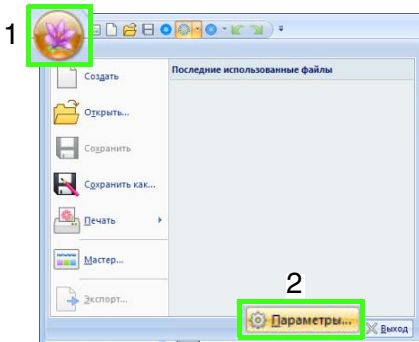 1
Создать
Последние использованные файлы
Открыть...
Сохранить
Сохранить как...
Печать
Мастер...
Экспорт...
2
Параметры...
Выход